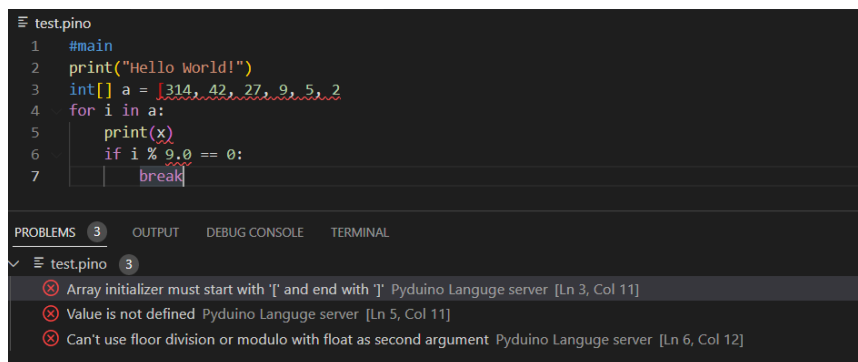 test.pino
1 #main
2 print("Hello World!")
3 int[] a = [314, 42, 27, 9, 5, 2
4 for i in a:
5 print(x)
6 if i % 9.0 == 0:
7 break
PROBLEMS 3 OUTPUT DEBUG CONSOLE TERMINAL
test.pino 3
Array initializer must start with '[' and end with ']' Pyduino Languge server [Ln 3, Col 11]
Value is not defined Pyduino Languge server [Ln 5, Col 11]
Can't use floor division or modulo with float as second argument Pyduino Languge server [Ln 6, Col 12]